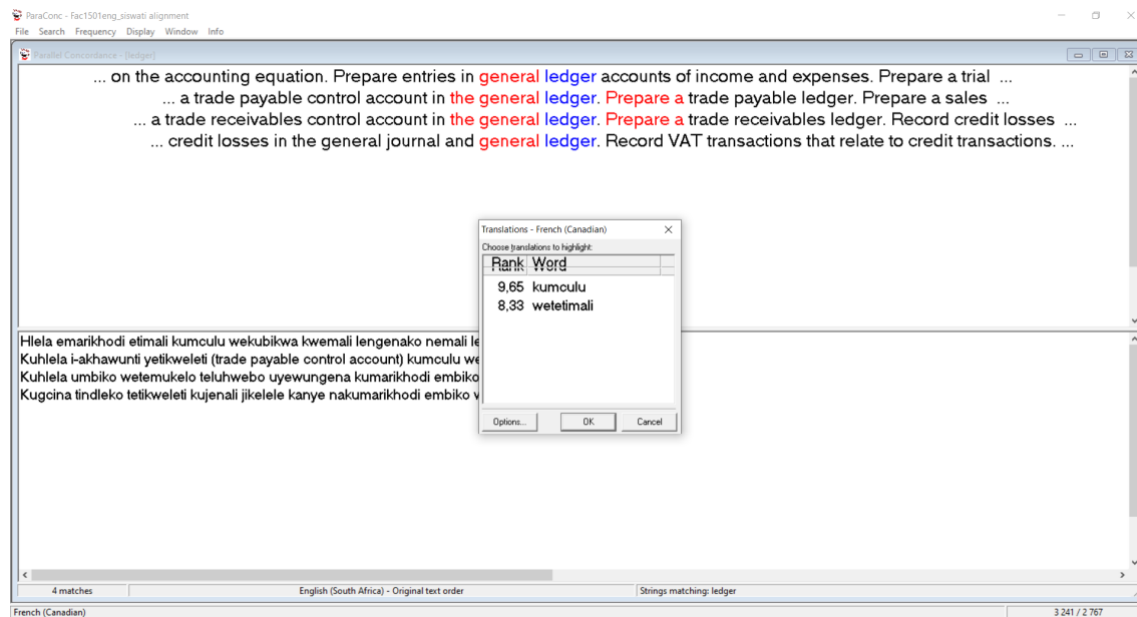 ParaConc - Fac1501eng_siswati alignment
File Search Frequency Display Window Info
Parallel Concordance - [ledger]
... on the accounting equation. Prepare entries in general ledger accounts of income and expenses. Prepare a trial ...
... a trade payable control account in the general ledger. Prepare a trade payable ledger. Prepare a sales ...
... a trade receivables control account in the general ledger. Prepare a trade receivables ledger. Record credit losses ...
... credit losses in the general journal and general ledger. Record VAT transactions that relate to credit transactions. ...
Translations - French (Canadian)
Choose translations to highlight:
Rank Word
9,65 kumculu
8,33 wetetimali
Options... OK Cancel
Hlela emarikhodi etimali kumculu wekubikwa kwemali lengenako nemali le
Kuhlela i-akhawunti yetikweleti (trade payable control account) kumculu we
Kuhlela umbiko wetemukelo teluhwebo uyewungena kumarikhodi embiko
Kugcina tindleko tetikweleti kujenali jikelele kanye nakumarikhodi embiko
4 matches English (South Africa) - Original text order Strings matching: ledger
French (Canadian) 3 241 / 2 767